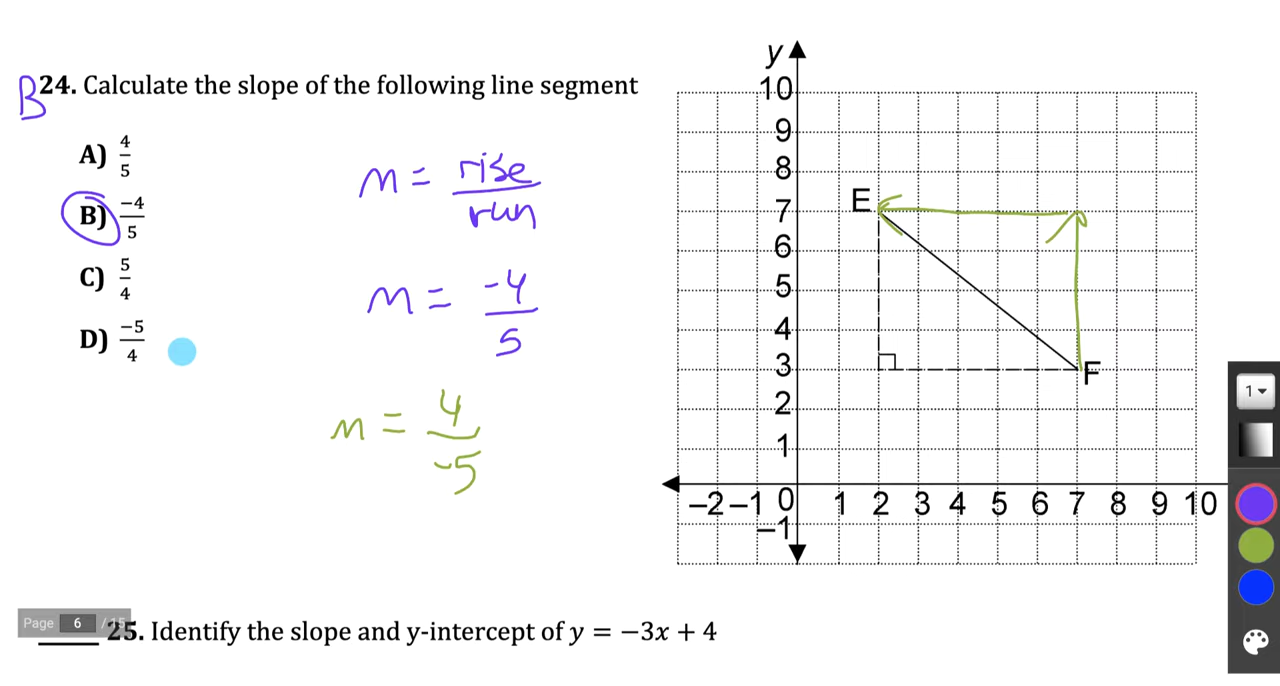 B 24. Calculate the slope of the following line segment
A) 4/5
B) −4/5
C) 5/4
D) −5/4
m = rise/run
m = -4/5
m = 4/-5
y
10
9
8
7
6
5
4
3
2
1
−2 −1 0 1 2 3 4 5 6 7 8 9 10
−1
E
F
1
Page 6 / 15
25. Identify the slope and y-intercept of y = −3x + 4